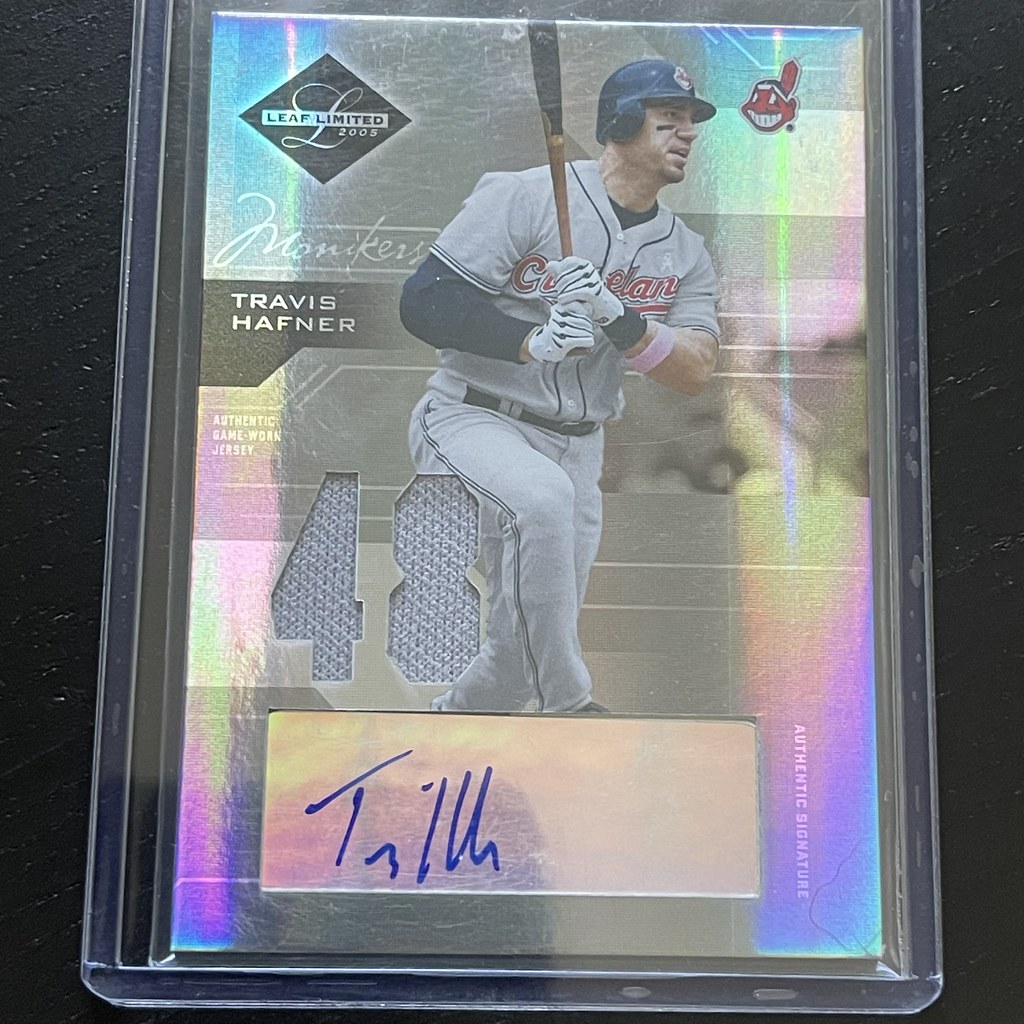 LEAF LIMITED
2005
Monikers
TRAVIS
HAFNER
AUTHENTIC
GAME-WORN
JERSEY
48
AUTHENTIC SIGNATURE